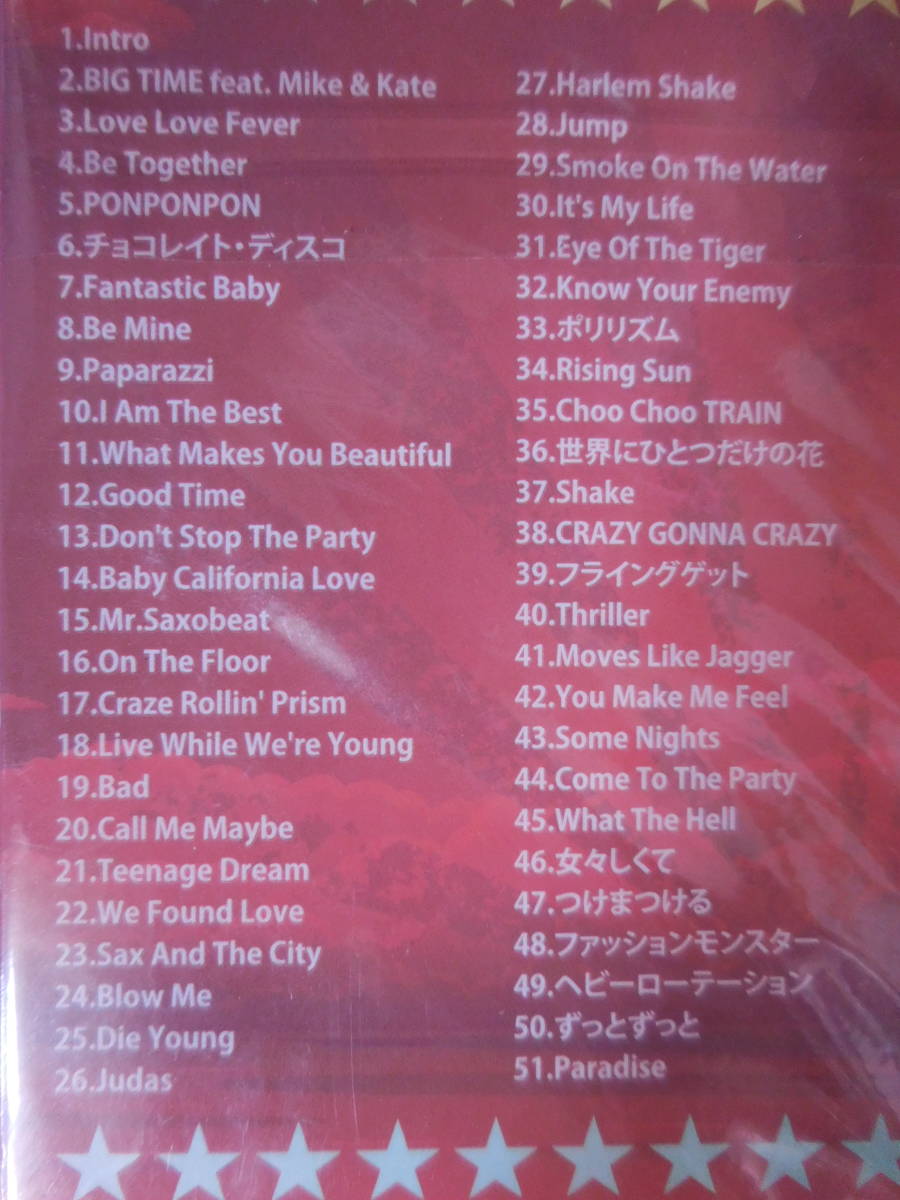 1.Intro
2.BIG TIME feat. Mike & Kate
3.Love Love Fever
4.Be Together
5.PONPONPON
6.チョコレイト・ディスコ
7.Fantastic Baby
8.Be Mine
9.Paparazzi
10.I Am The Best
11.What Makes You Beautiful
12.Good Time
13.Don't Stop The Party
14.Baby California Love
15.Mr.Saxobeat
16.On The Floor
17.Craze Rollin' Prism
18.Live While We're Young
19.Bad
20.Call Me Maybe
21.Teenage Dream
22.We Found Love
23.Sax And The City
24.Blow Me
25.Die Young
26.Judas
27.Harlem Shake
28.Jump
29.Smoke On The Water
30.It's My Life
31.Eye Of The Tiger
32.Know Your Enemy
33.ポリリズム
34.Rising Sun
35.Choo Choo TRAIN
36.世界にひとつだけの花
37.Shake
38.CRAZY GONNA CRAZY
39.フライングゲット
40.Thriller
41.Moves Like Jagger
42.You Make Me Feel
43.Some Nights
44.Come To The Party
45.What The Hell
46.女々しくて
47.つけまつける
48.ファッションモンスター
49.ヘビーローテーション
50.ずっとずっと
51.Paradise